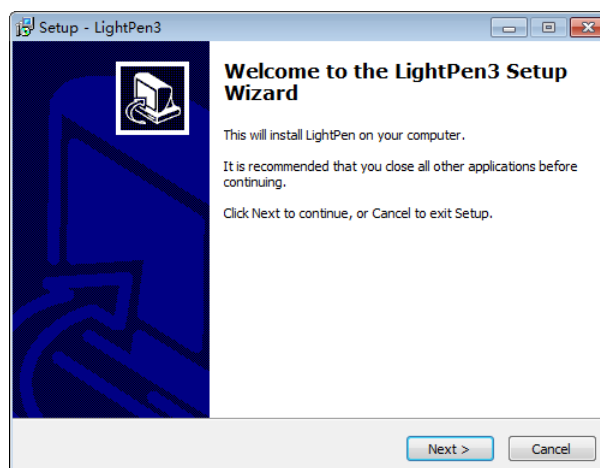 Setup - LightPen3
Welcome to the LightPen3 Setup
Wizard
This will install LightPen on your computer.
It is recommended that you close all other applications before
continuing.
Click Next to continue, or Cancel to exit Setup.
Next >
Cancel